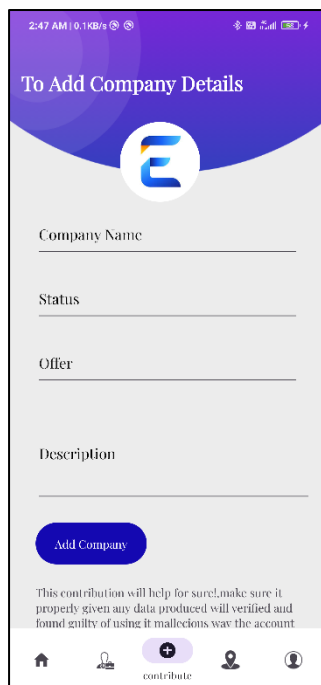 2:47 AM | 0.1KB/s
To Add Company Details
E
Company Name
Status
Offer
Description
Add Company
This contribution will help for sure!,make sure it
properly given any data produced will verified and
found guilty of using it mallecious way the account
contribute